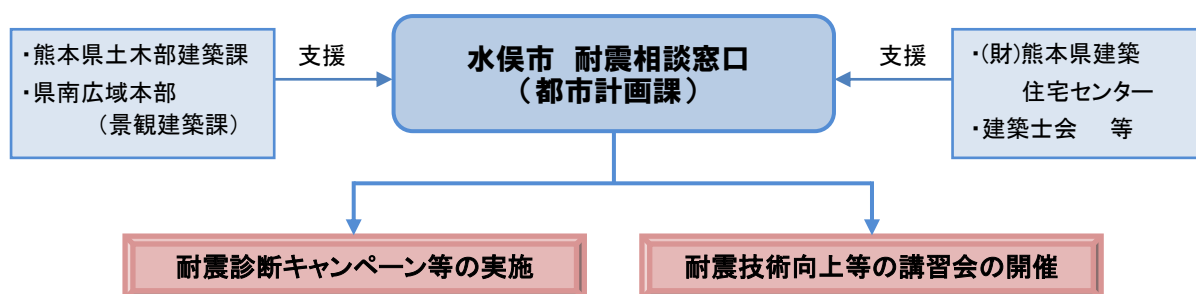 ・熊本県土木部建築課
・県南広域本部
（景観建築課）
支援
水俣市　耐震相談窓口
（都市計画課）
支援
・(財)熊本県建築
住宅センター
・建築士会　等
耐震診断キャンペーン等の実施
耐震技術向上等の講習会の開催